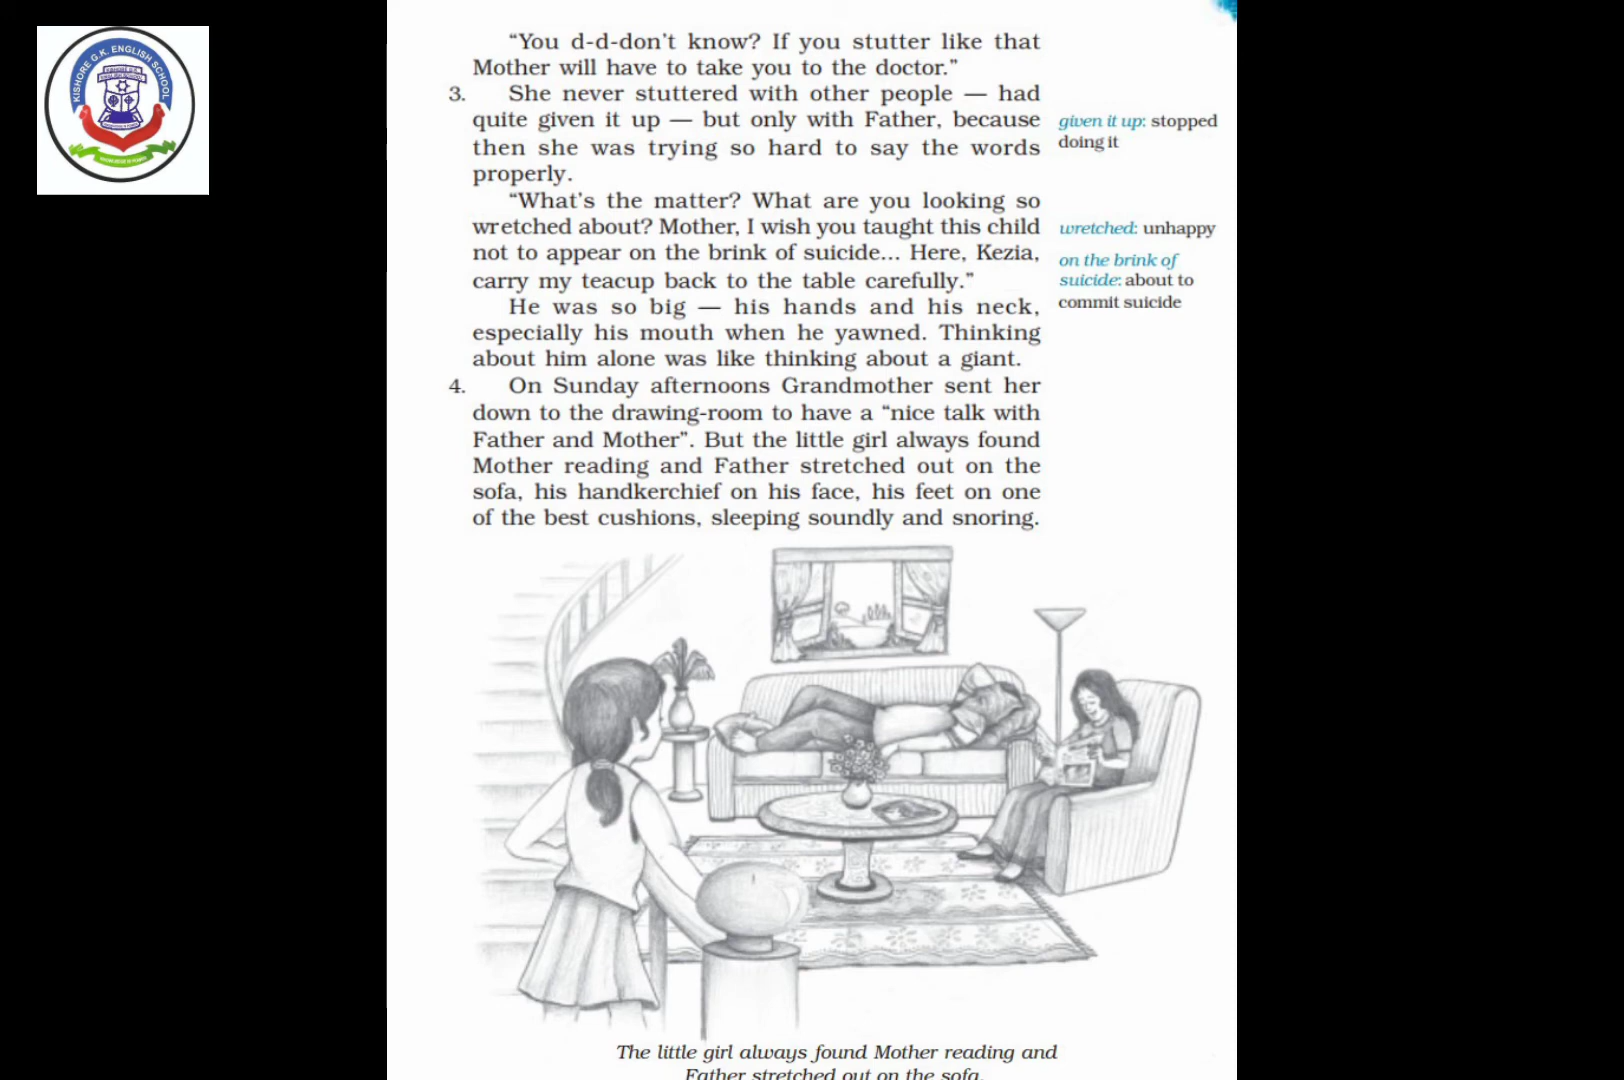 KISHORE G.K. ENGLISH SCHOOL
“You d-d-don’t know? If you stutter like that
Mother will have to take you to the doctor.”
3. She never stuttered with other people — had
quite given it up — but only with Father, because
then she was trying so hard to say the words
properly.
“What’s the matter? What are you looking so
wretched about? Mother, I wish you taught this child
not to appear on the brink of suicide... Here, Kezia,
carry my teacup back to the table carefully.”
He was so big — his hands and his neck,
especially his mouth when he yawned. Thinking
about him alone was like thinking about a giant.
4. On Sunday afternoons Grandmother sent her
down to the drawing-room to have a “nice talk with
Father and Mother”. But the little girl always found
Mother reading and Father stretched out on the
sofa, his handkerchief on his face, his feet on one
of the best cushions, sleeping soundly and snoring.
given it up: stopped
doing it
wretched: unhappy
on the brink of
suicide: about to
commit suicide
The little girl always found Mother reading and
Father stretched out on the sofa.